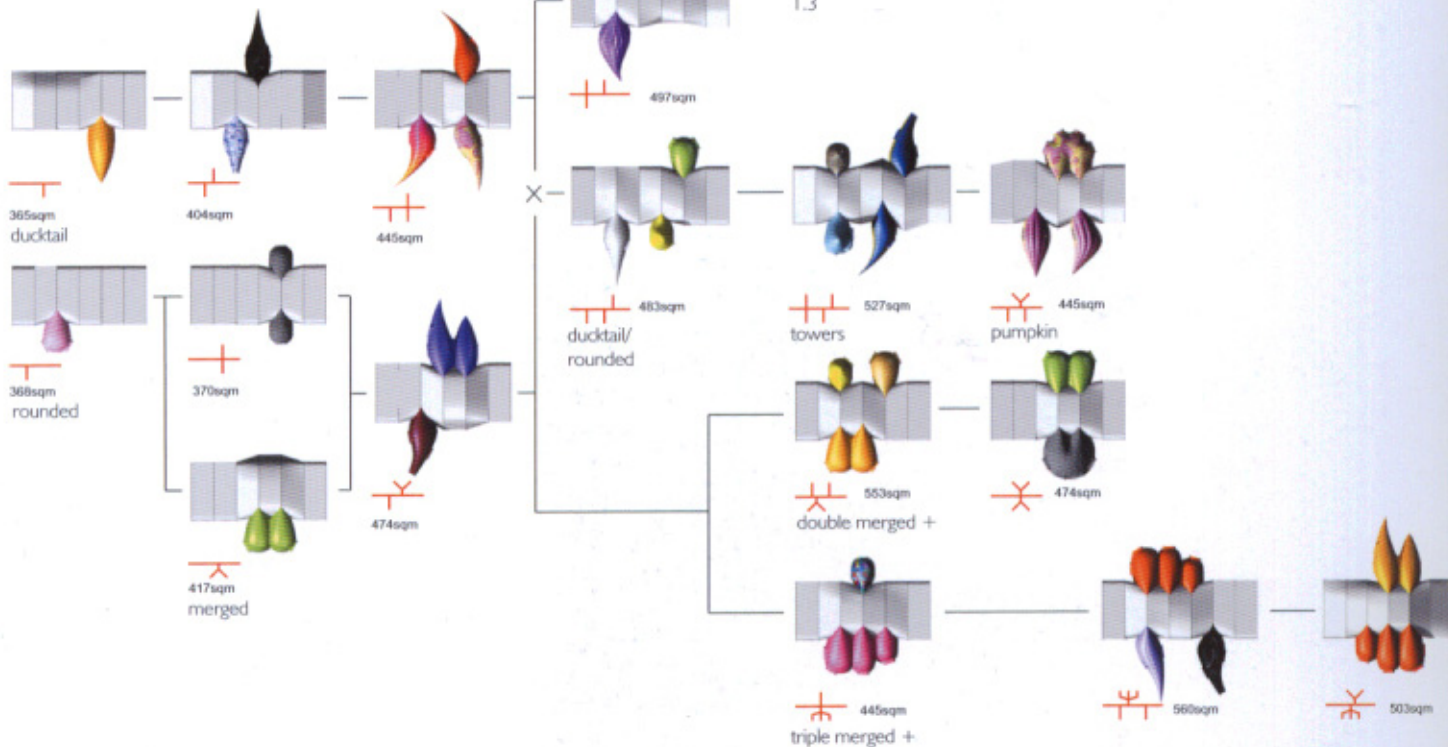 1.3
497sqm
365sqm
ducktail
404sqm
445sqm
483sqm
ducktail/
rounded
527sqm
towers
445sqm
pumpkin
368sqm
rounded
370sqm
474sqm
417sqm
merged
553sqm
double merged +
474sqm
445sqm
triple merged +
560sqm
503sqm